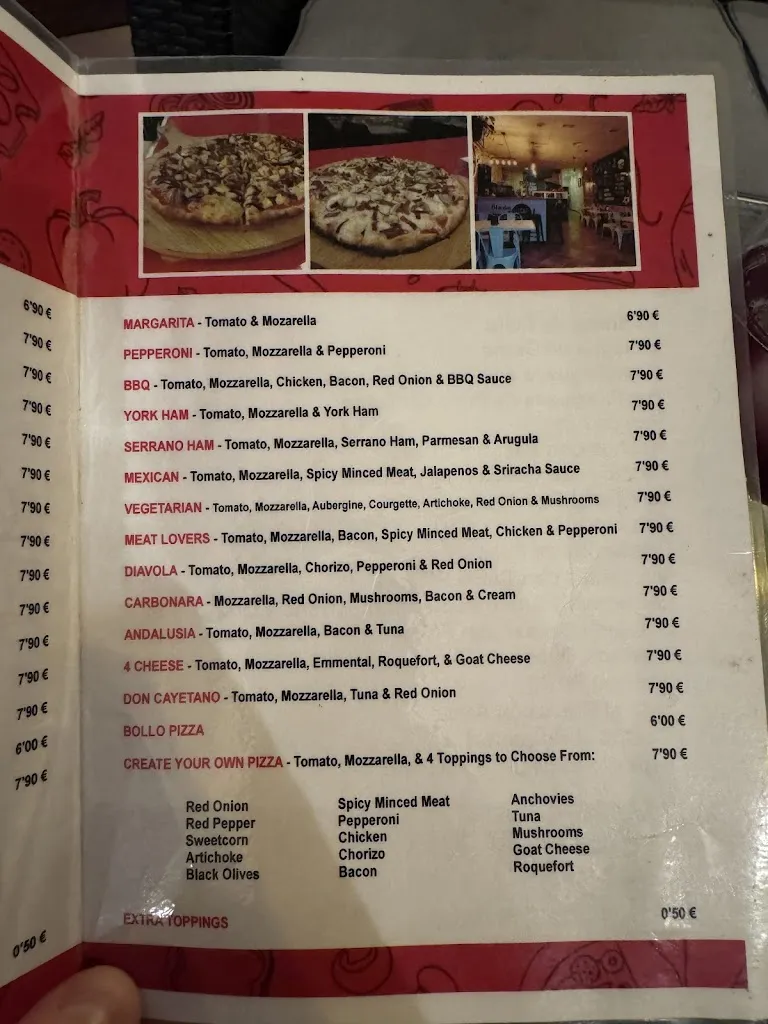 6'90 €
7'90 €
7'90 €
7'90 €
7'90 €
7'90 €
7'90 €
7'90 €
7'90 €
7'90 €
7'90 €
7'90 €
7'90 €
6'00 €
7'90 €
0'50 €
MARGARITA - Tomato & Mozarella 6'90 €
PEPPERONI - Tomato, Mozzarella & Pepperoni 7'90 €
BBQ - Tomato, Mozzarella, Chicken, Bacon, Red Onion & BBQ Sauce 7'90 €
YORK HAM - Tomato, Mozzarella & York Ham 7'90 €
SERRANO HAM - Tomato, Mozzarella, Serrano Ham, Parmesan & Arugula 7'90 €
MEXICAN - Tomato, Mozzarella, Spicy Minced Meat, Jalapenos & Sriracha Sauce 7'90 €
VEGETARIAN - Tomato, Mozzarella, Aubergine, Courgette, Artichoke, Red Onion & Mushrooms 7'90 €
MEAT LOVERS - Tomato, Mozzarella, Bacon, Spicy Minced Meat, Chicken & Pepperoni 7'90 €
DIAVOLA - Tomato, Mozzarella, Chorizo, Pepperoni & Red Onion 7'90 €
CARBONARA - Mozzarella, Red Onion, Mushrooms, Bacon & Cream 7'90 €
ANDALUSIA - Tomato, Mozzarella, Bacon & Tuna 7'90 €
4 CHEESE - Tomato, Mozzarella, Emmental, Roquefort, & Goat Cheese 7'90 €
DON CAYETANO - Tomato, Mozzarella, Tuna & Red Onion 7'90 €
BOLLO PIZZA 6'00 €
CREATE YOUR OWN PIZZA - Tomato, Mozzarella, & 4 Toppings to Choose From: 7'90 €
Red Onion
Red Pepper
Sweetcorn
Artichoke
Black Olives
Spicy Minced Meat
Pepperoni
Chicken
Chorizo
Bacon
Anchovies
Tuna
Mushrooms
Goat Cheese
Roquefort
EXTRA TOPPINGS 0'50 €